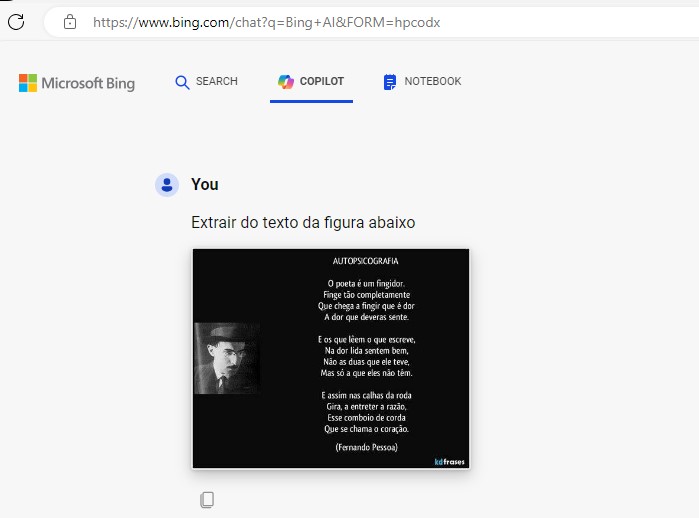 https://www.bing.com/chat?q=Bing+AI&FORM=hpcodx
Microsoft Bing
SEARCH
COPILOT
NOTEBOOK
You
Extrair do texto da figura abaixo
AUTOPSICOGRAFIA
O poeta é um fingidor.
Finge tão completamente
Que chega a fingir que é dor
A dor que deveras sente.
E os que lêem o que escreve,
Na dor lida sentem bem,
Não as duas que ele teve,
Mas só a que eles não têm.
E assim nas calhas da roda
Gira, a entreter a razão,
Esse comboio de corda
Que se chama o coração.
(Fernando Pessoa)
kdfrases